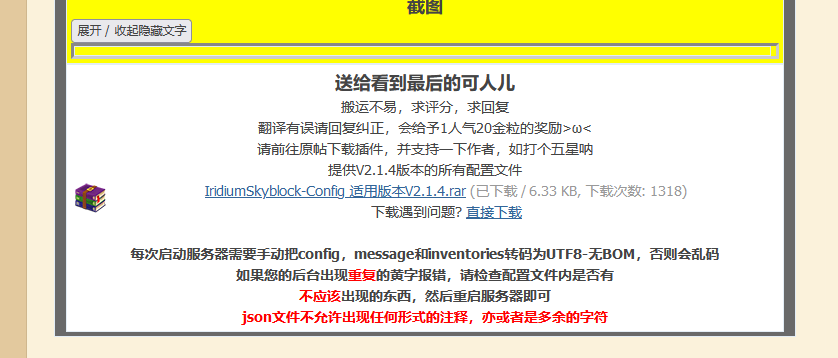 截图
展开 / 收起隐藏文字
送给看到最后的可人儿
搬运不易，求评分，求回复
翻译有误请回复纠正，会给予1人气20金粒的奖励>ω<
请前往原帖下载插件，并支持一下作者，如打个五星呐
提供V2.1.4版本的所有配置文件
IridiumSkyblock-Config 适用版本V2.1.4.rar (已下载 / 6.33 KB, 下载次数: 1318)
下载遇到问题? 直接下载
每次启动服务器需要手动把config，message和inventories转码为UTF8-无BOM，否则会乱码
如果您的后台出现重复的黄字报错，请检查配置文件内是否有
不应该出现的东西，然后重启服务器即可
json文件不允许出现任何形式的注释，亦或者是多余的字符